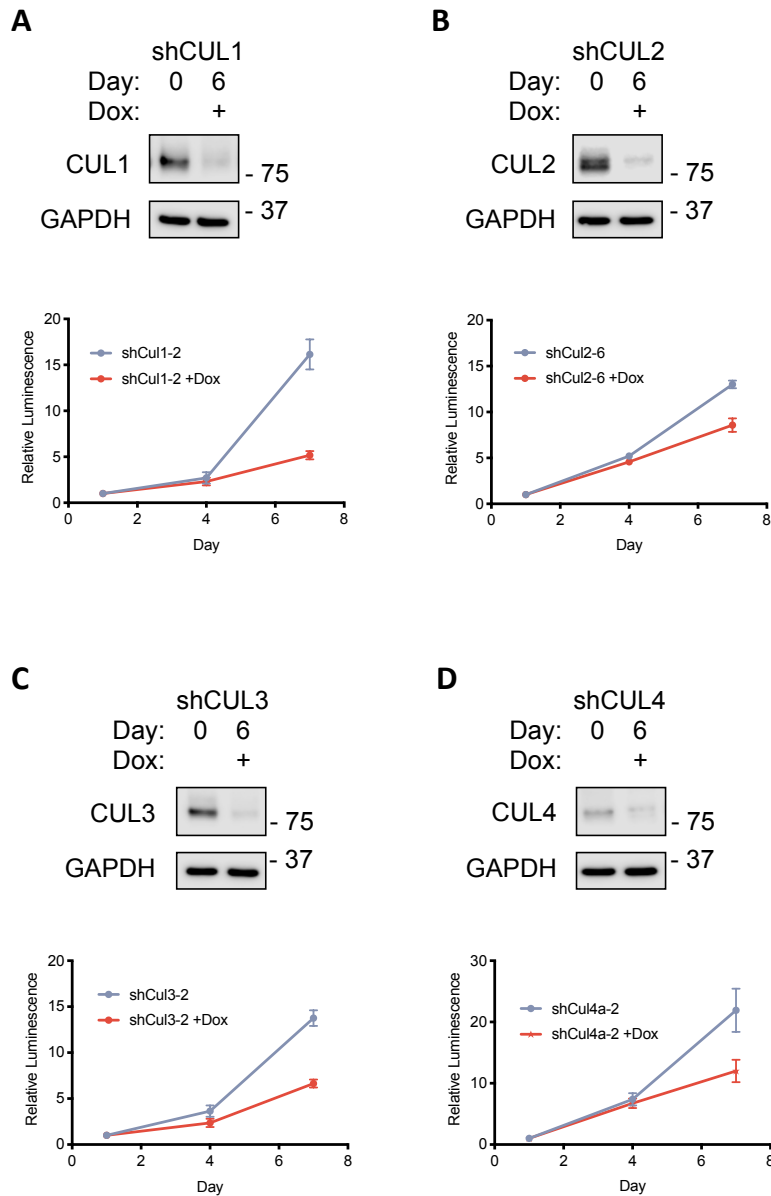 A
shCUL1
Day: 0 6
Dox: +
CUL1
- 75
GAPDH
- 37
20
15
10
5
0
Relative Luminescence
shCul1-2
shCul1-2 +Dox
0 2 4 6 8
Day
B
shCUL2
Day: 0 6
Dox: +
CUL2
- 75
GAPDH
- 37
20
15
10
5
0
Relative Luminescence
shCul2-6
shCul2-6 +Dox
0 2 4 6 8
Day
C
shCUL3
Day: 0 6
Dox: +
CUL3
- 75
GAPDH
- 37
20
15
10
5
0
Relative Luminescence
shCul3-2
shCul3-2 +Dox
0 2 4 6 8
Day
D
shCUL4
Day: 0 6
Dox: +
CUL4
- 75
GAPDH
- 37
30
20
10
0
Relative Luminescence
shCul4a-2
shCul4a-2 +Dox
0 2 4 6 8
Day